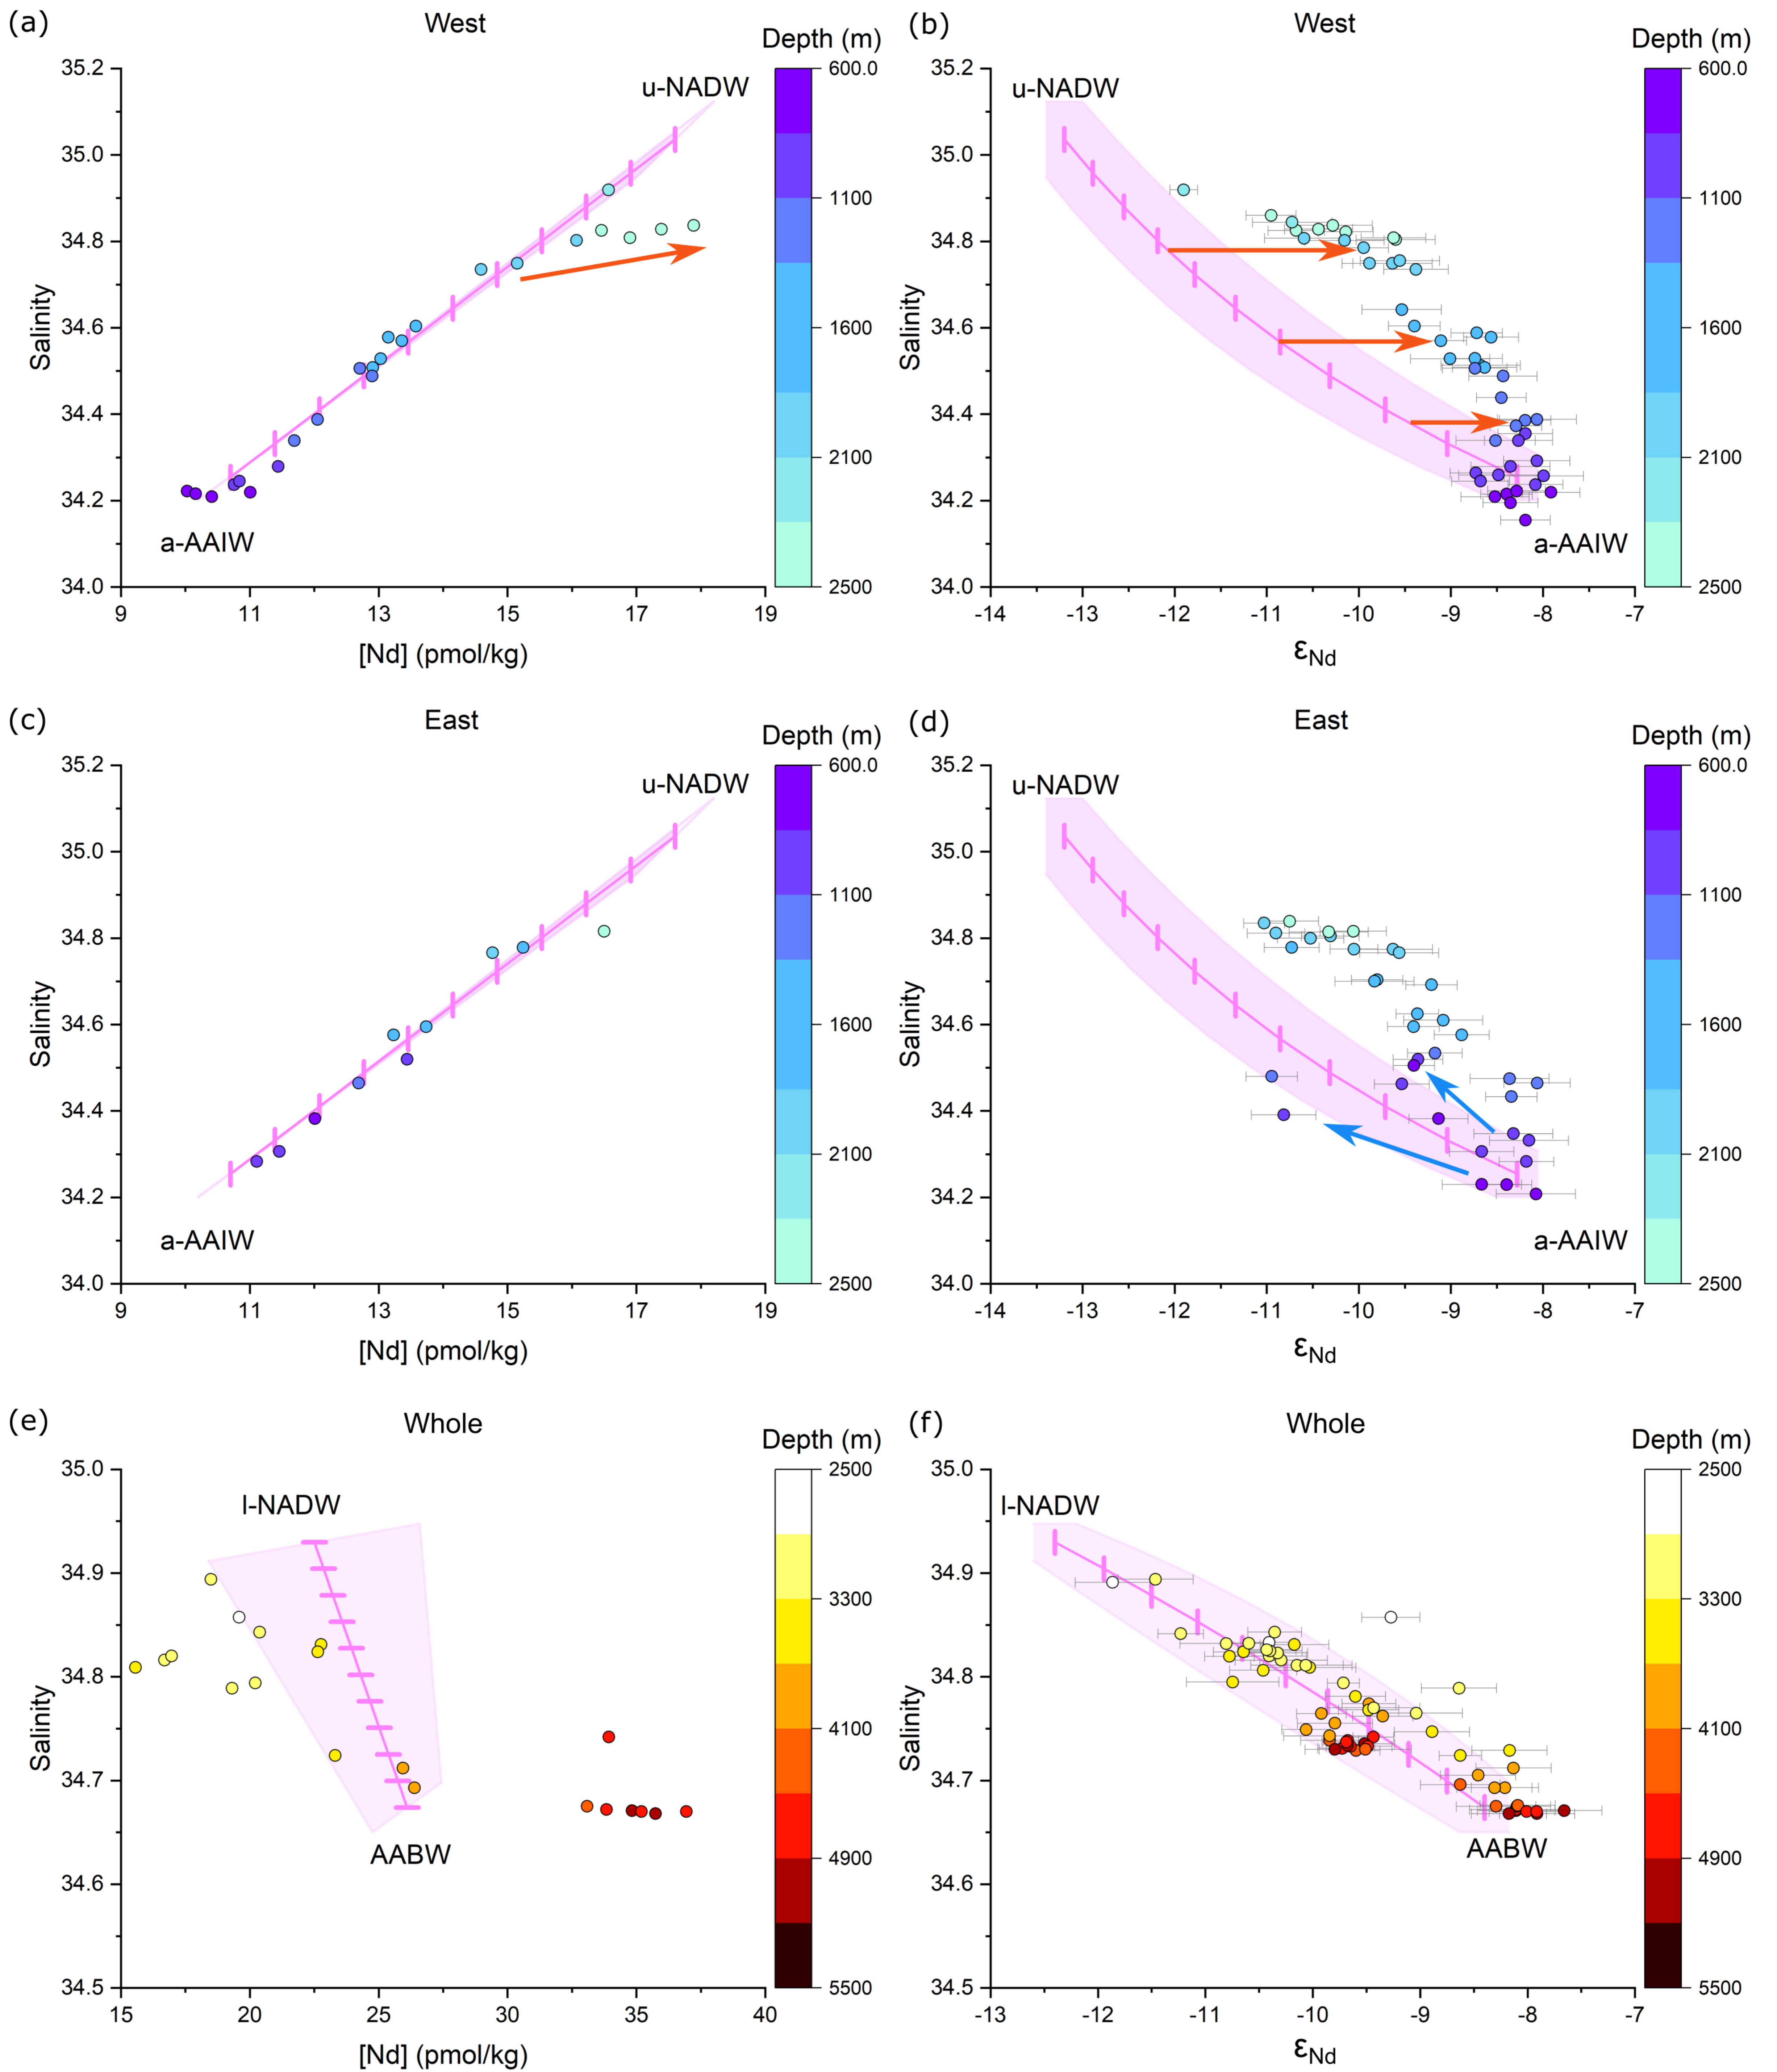 (a)
West
Depth (m)
35.2
35.0
34.8
34.6
34.4
34.2
34.0
Salinity
u-NADW
a-AAIW
9
11
13
15
17
19
[Nd] (pmol/kg)
600.0
1100
1600
2100
2500
(b)
West
Depth (m)
35.2
35.0
34.8
34.6
34.4
34.2
34.0
Salinity
u-NADW
a-AAIW
-14
-13
-12
-11
-10
-9
-8
-7
εNd
600.0
1100
1600
2100
2500
(c)
East
Depth (m)
35.2
35.0
34.8
34.6
34.4
34.2
34.0
Salinity
u-NADW
a-AAIW
9
11
13
15
17
19
[Nd] (pmol/kg)
600.0
1100
1600
2100
2500
(d)
East
Depth (m)
35.2
35.0
34.8
34.6
34.4
34.2
34.0
Salinity
u-NADW
a-AAIW
-14
-13
-12
-11
-10
-9
-8
-7
εNd
600.0
1100
1600
2100
2500
(e)
Whole
Depth (m)
35.0
34.9
34.8
34.7
34.6
34.5
Salinity
l-NADW
AABW
15
20
25
30
35
40
[Nd] (pmol/kg)
2500
3300
4100
4900
5500
(f)
Whole
Depth (m)
35.0
34.9
34.8
34.7
34.6
34.5
Salinity
l-NADW
AABW
-13
-12
-11
-10
-9
-8
-7
εNd
2500
3300
4100
4900
5500